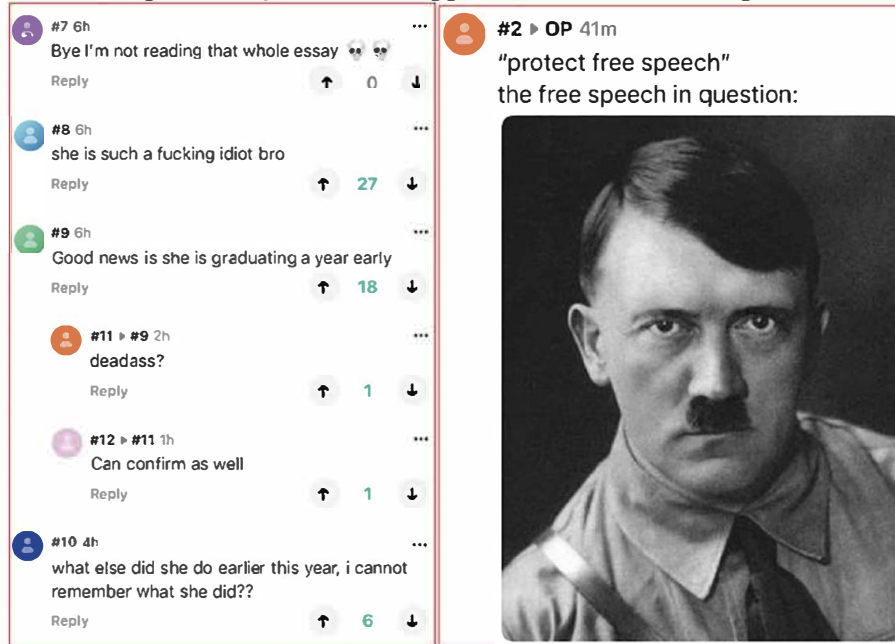 #7 6h
Bye I'm not reading that whole essay 💀 💀
Reply
0
#8 6h
she is such a fucking idiot bro
Reply
27
#9 6h
Good news is she is graduating a year early
Reply
18
#11 ▸ #9 2h
deadass?
Reply
1
#12 ▸ #11 1h
Can confirm as well
Reply
1
#10 4h
what else did she do earlier this year, i cannot
remember what she did??
Reply
6
#2 ▸ OP 41m
"protect free speech"
the free speech in question: